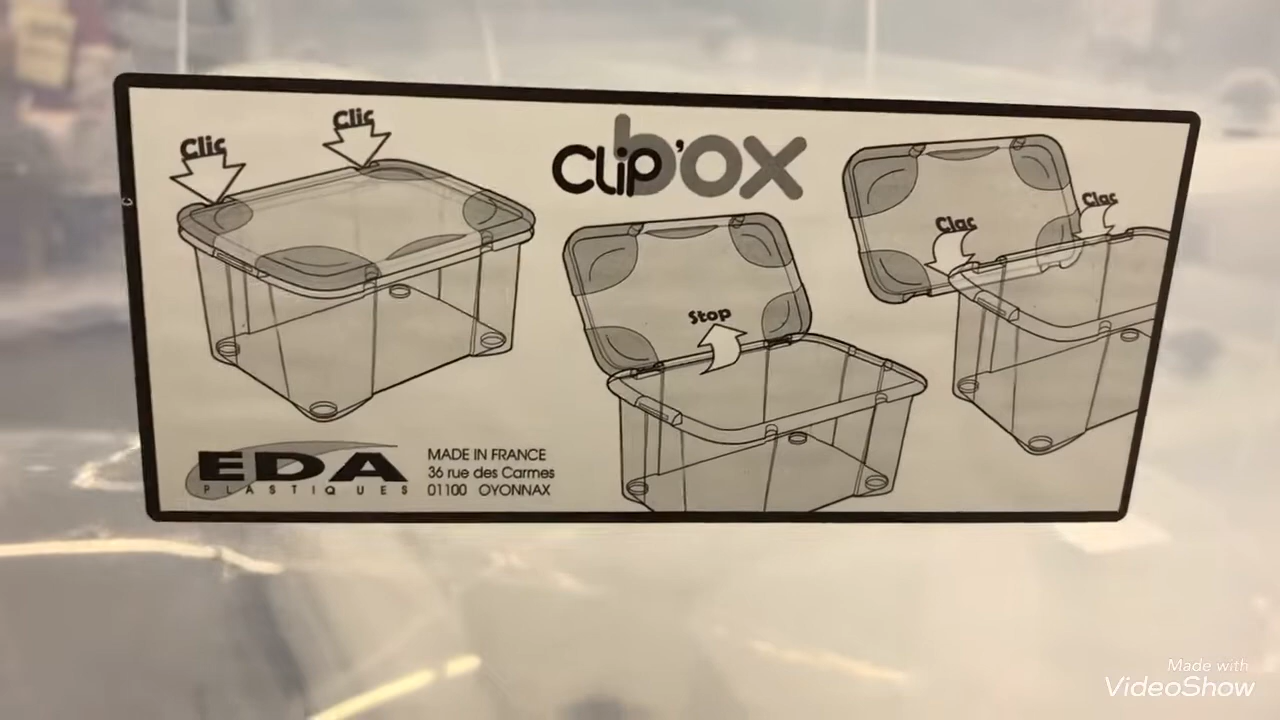 Clic
Clic
CLIP'BOX
Stop
Clac
Clac
EDA
PLASTIQUES
MADE IN FRANCE
36 rue des Carmes
01100 OYONNAX
Made with
VideoShow